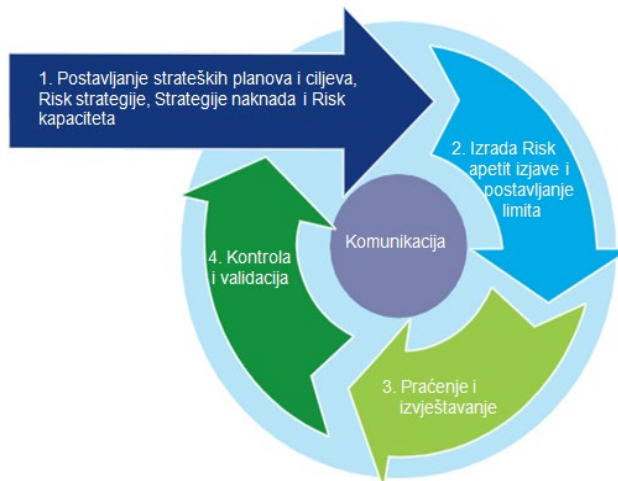 1. Postavljanje strateških planova i ciljeva,
Risk strategije, Strategije naknada i Risk
kapaciteta
2. Izrada Risk
apetit izjave i
postavljanje
limita
Komunikacija
4. Kontrola
i validacija
3. Praćenje i
izvještavanje